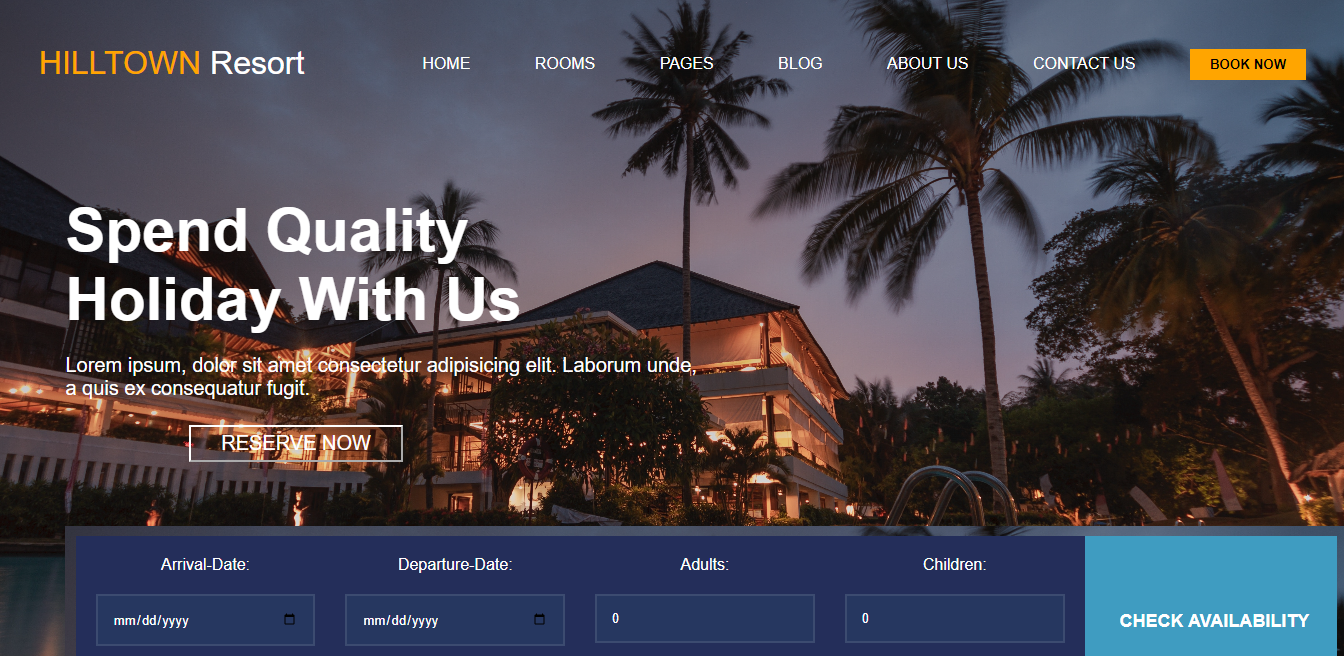 HILLTOWN Resort
HOME
ROOMS
PAGES
BLOG
ABOUT US
CONTACT US
BOOK NOW
Spend Quality
Holiday With Us
Lorem ipsum, dolor sit amet consectetur adipisicing elit. Laborum unde,
a quis ex consequatur fugit.
RESERVE NOW
Arrival-Date:
Departure-Date:
Adults:
Children:
mm/dd/yyyy
mm/dd/yyyy
0
0
CHECK AVAILABILITY